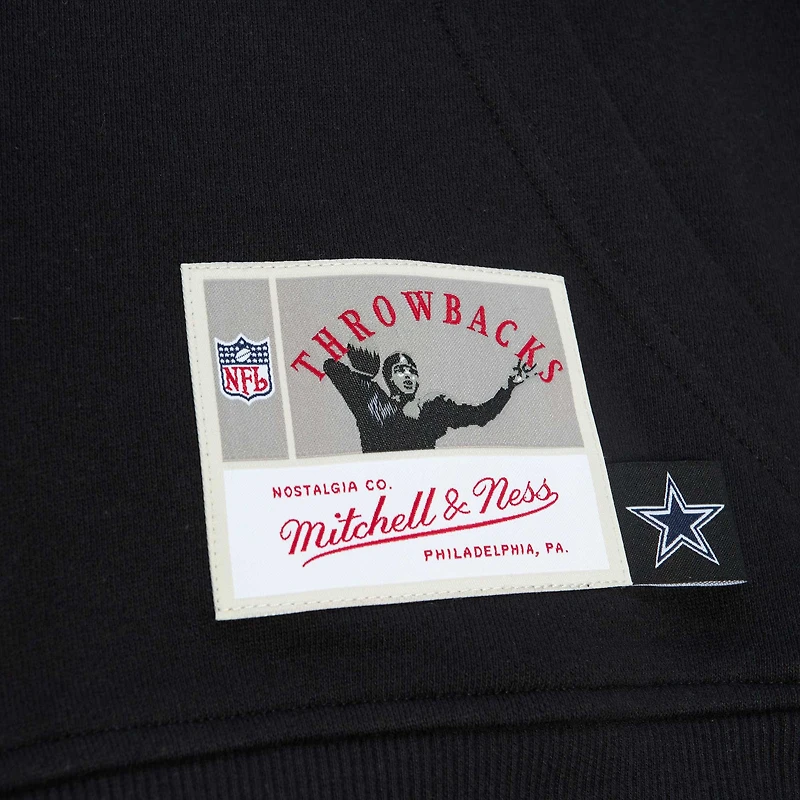 THROWBACKS
NFL
NOSTALGIA CO.
Mitchell & Ness
PHILADELPHIA, PA.